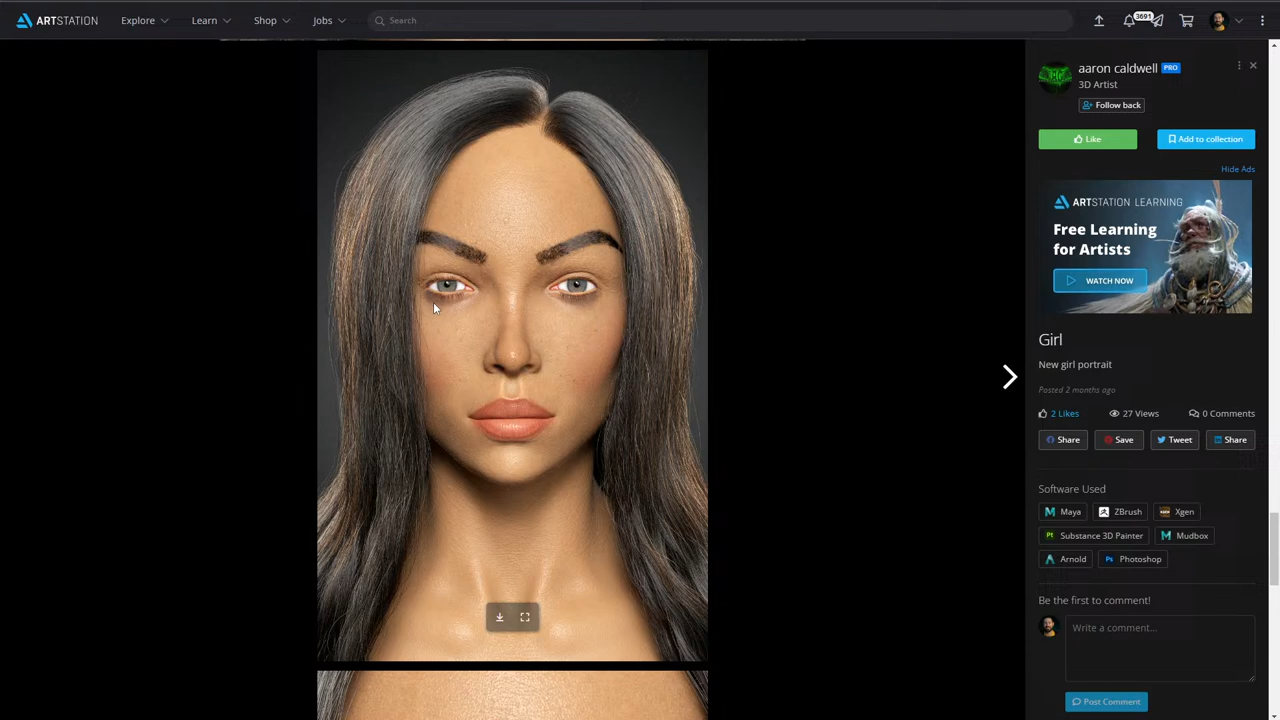 ARTSTATION Explore Learn Shop Jobs Search 3691
aaron caldwell PRO
3D Artist
Follow back
Like Add to collection
Hide Ads
ARTSTATION LEARNING
Free Learning
for Artists
WATCH NOW
Girl
New girl portrait
Posted 2 months ago
2 Likes 27 Views 0 Comments
Share Save Tweet Share
Software Used
Maya ZBrush Xgen
Pt Substance 3D Painter Mudbox
Arnold Ps Photoshop
Be the first to comment!
Write a comment...
Post Comment